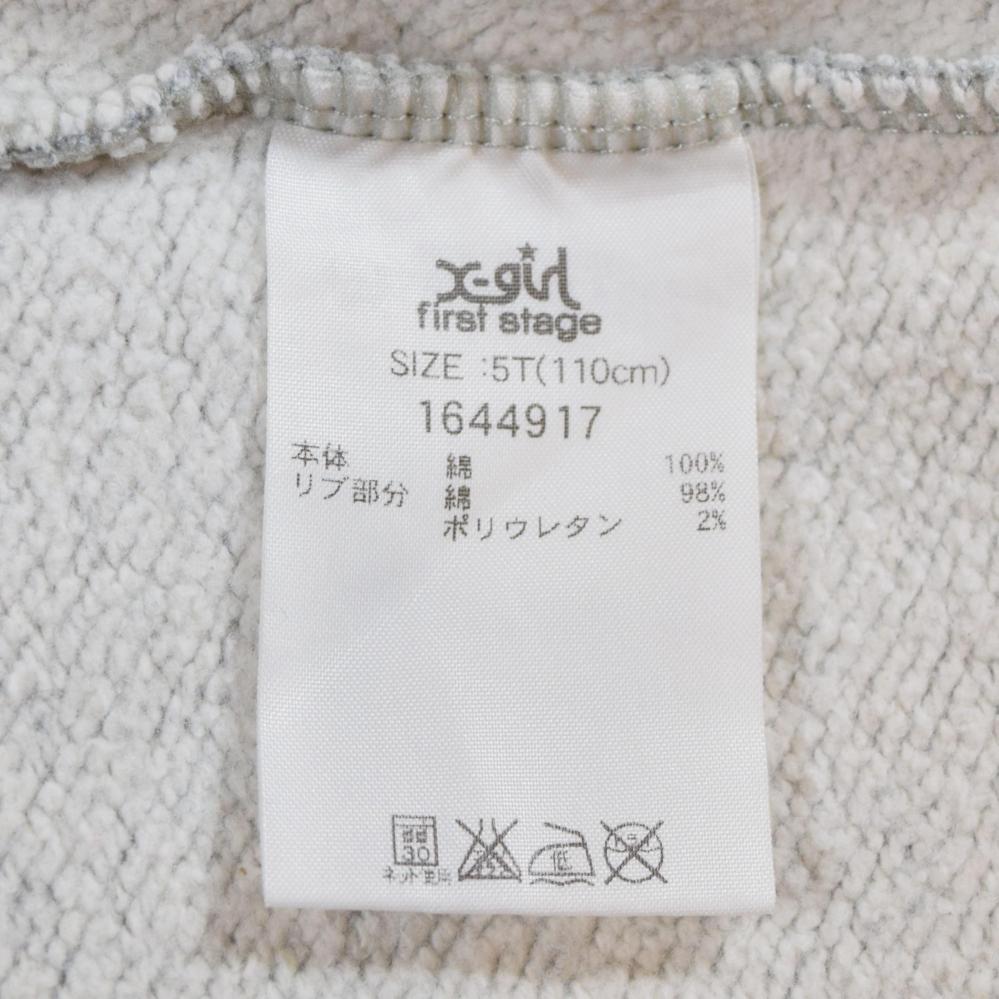 x-girl
first stage
SIZE :5T(110cm)
1644917
本体 綿 100%
リブ部分 綿 98%
ポリウレタン 2%
30 低
ネット使用